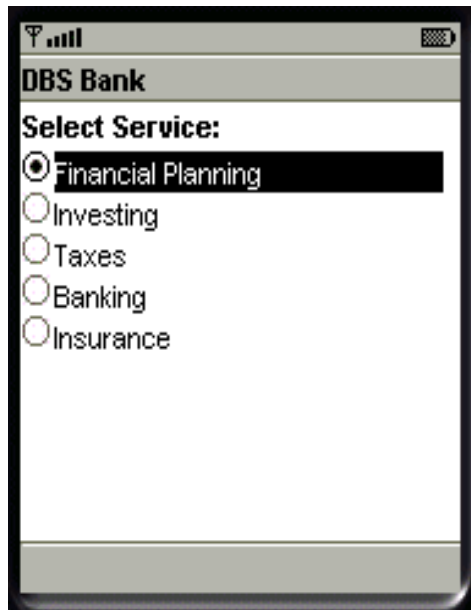 DBS Bank
Select Service:
Financial Planning
Investing
Taxes
Banking
Insurance